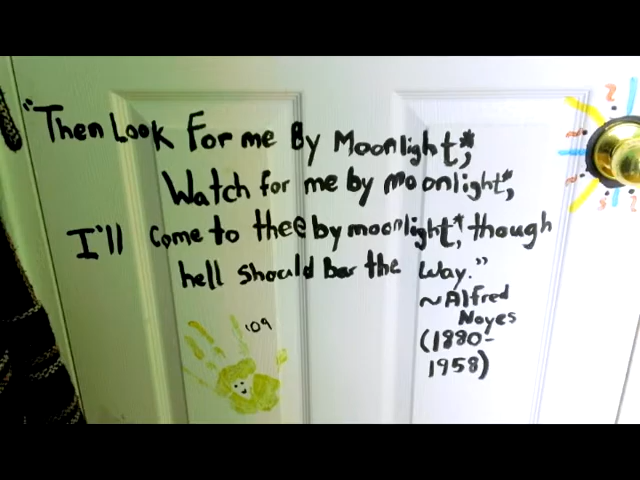 "Then Look For me By Moonlight*,
Watch for me by moonlight*,
I'll come to thee by moonlight*, though
hell should bar the way."
~Alfred
Noyes
(1880-
1958)
'09